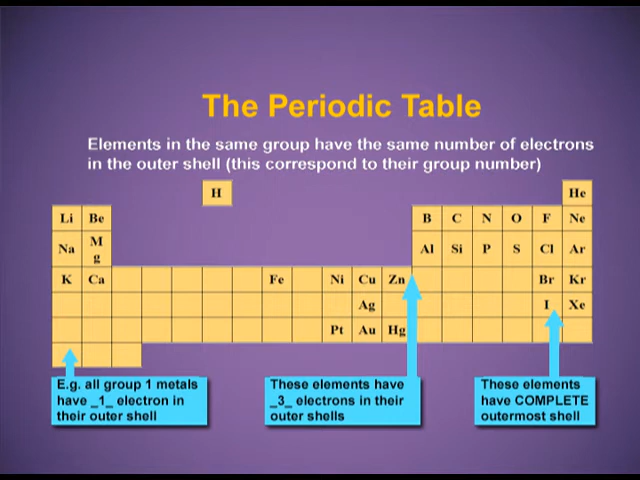 The Periodic Table
Elements in the same group have the same number of electrons
in the outer shell (this correspond to their group number)
H He
Li Be B C N O F Ne
Na Mg Al Si P S Cl Ar
K Ca Fe Ni Cu Zn Br Kr
Ag I Xe
Pt Au Hg
E.g. all group 1 metals
have _1_ electron in
their outer shell
These elements have
_3_ electrons in their
outer shells
These elements
have COMPLETE
outermost shell